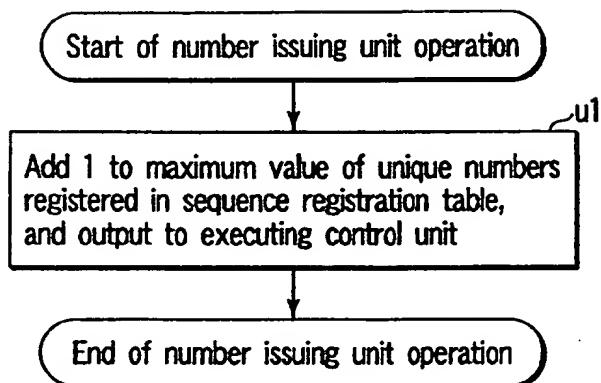 Start of number issuing unit operation
u1
Add 1 to maximum value of unique numbers
registered in sequence registration table,
and output to executing control unit
End of number issuing unit operation